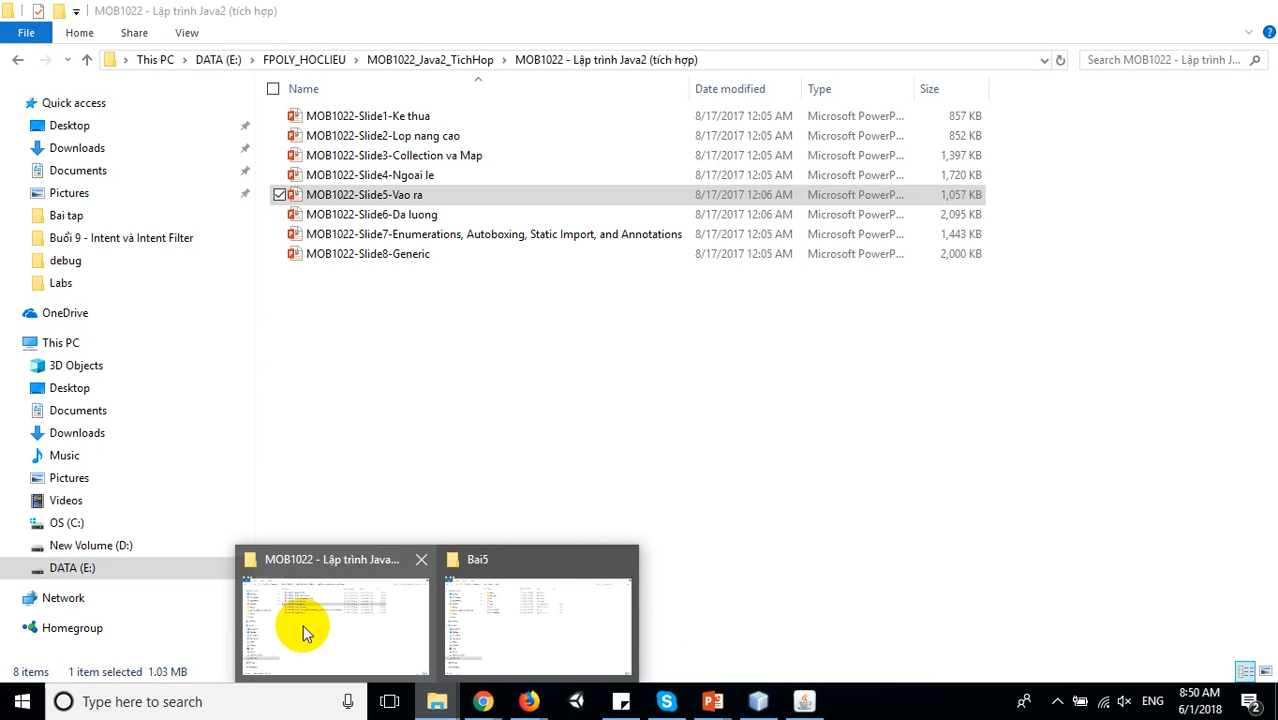 MOB1022 - Lập trình Java2 (tích hợp)
File Home Share View
This PC DATA (E:) FPOLY_HOCLIEU MOB1022_Java2_TichHop MOB1022 - Lập trình Java2 (tích hợp) Search MOB1022 - Lập trình J...
Name Date modified Type Size
MOB1022-Slide1-Ke thua 8/17/2017 12:05 AM Microsoft PowerP... 857 KB
MOB1022-Slide2-Lop nang cao 8/17/2017 12:05 AM Microsoft PowerP... 852 KB
MOB1022-Slide3-Collection va Map 8/17/2017 12:05 AM Microsoft PowerP... 1,397 KB
MOB1022-Slide4-Ngoai le 8/17/2017 12:05 AM Microsoft PowerP... 1,720 KB
MOB1022-Slide5-Vao ra 8/17/2017 12:06 AM Microsoft PowerP... 1,057 KB
MOB1022-Slide6-Da luong 8/17/2017 12:06 AM Microsoft PowerP... 2,095 KB
MOB1022-Slide7-Enumerations, Autoboxing, Static Import, and Annotations 8/17/2017 12:05 AM Microsoft PowerP... 1,443 KB
MOB1022-Slide8-Generic 8/17/2017 12:05 AM Microsoft PowerP... 2,000 KB
Quick access
Desktop
Downloads
Documents
Pictures
Bai tap
Buổi 9 - Intent và Intent Filter
debug
Labs
OneDrive
This PC
3D Objects
Desktop
Documents
Downloads
Music
Pictures
Videos
OS (C:)
New Volume (D:)
DATA (E:)
Network
Homegroup
MOB1022 - Lập trình Java... Bai5
8 items 1 item selected 1.03 MB
Type here to search
ENG
8:50 AM
6/1/2018
2